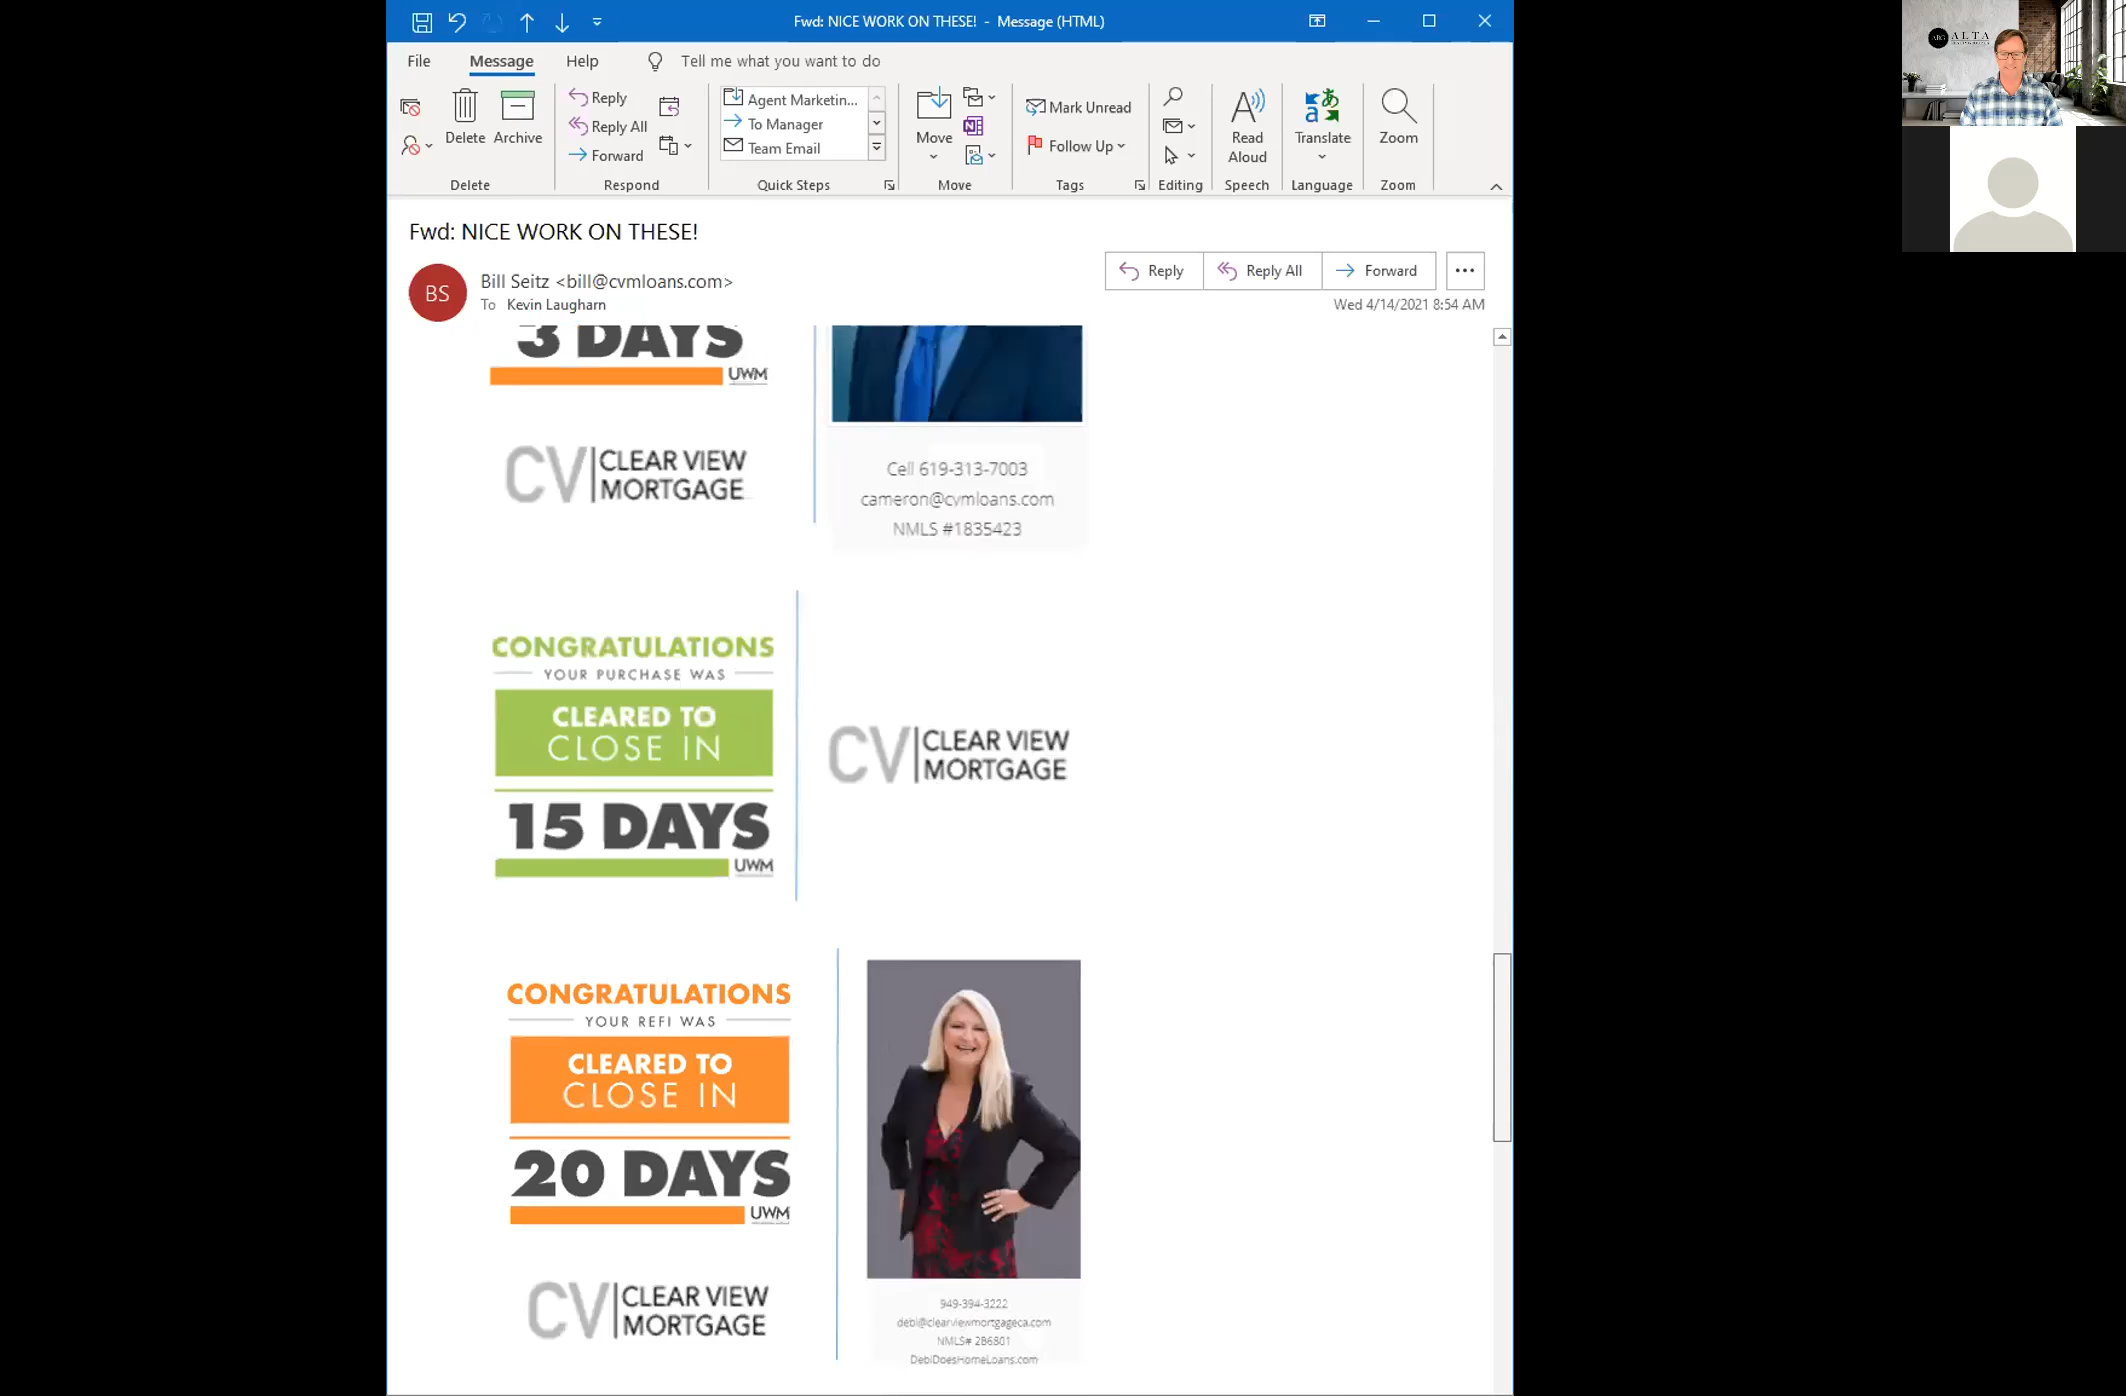 Fwd: NICE WORK ON THESE! - Message (HTML)
File Message Help Tell me what you want to do
Delete Archive
Reply
Reply All
Forward
Agent Marketin...
To Manager
Team Email
Move
Mark Unread
Follow Up
Read Aloud
Translate
Zoom
Delete Respond Quick Steps Move Tags Editing Speech Language Zoom
Fwd: NICE WORK ON THESE!
BS
Bill Seitz <bill@cvmloans.com>
To Kevin Laugharn
Reply Reply All Forward
Wed 4/14/2021 8:54 AM
3 DAYS
UWM
CV CLEAR VIEW
MORTGAGE
Cell 619-313-7003
cameron@cvmloans.com
NMLS #1835423
CONGRATULATIONS
YOUR PURCHASE WAS
CLEARED TO
CLOSE IN
15 DAYS
UWM
CV CLEAR VIEW
MORTGAGE
CONGRATULATIONS
YOUR REFI WAS
CLEARED TO
CLOSE IN
20 DAYS
UWM
CV CLEAR VIEW
MORTGAGE
949-394-3222
debi@clearviewmortgageca.com
NMLS# 286801
DebiDoesHomeLoans.com
ALTA